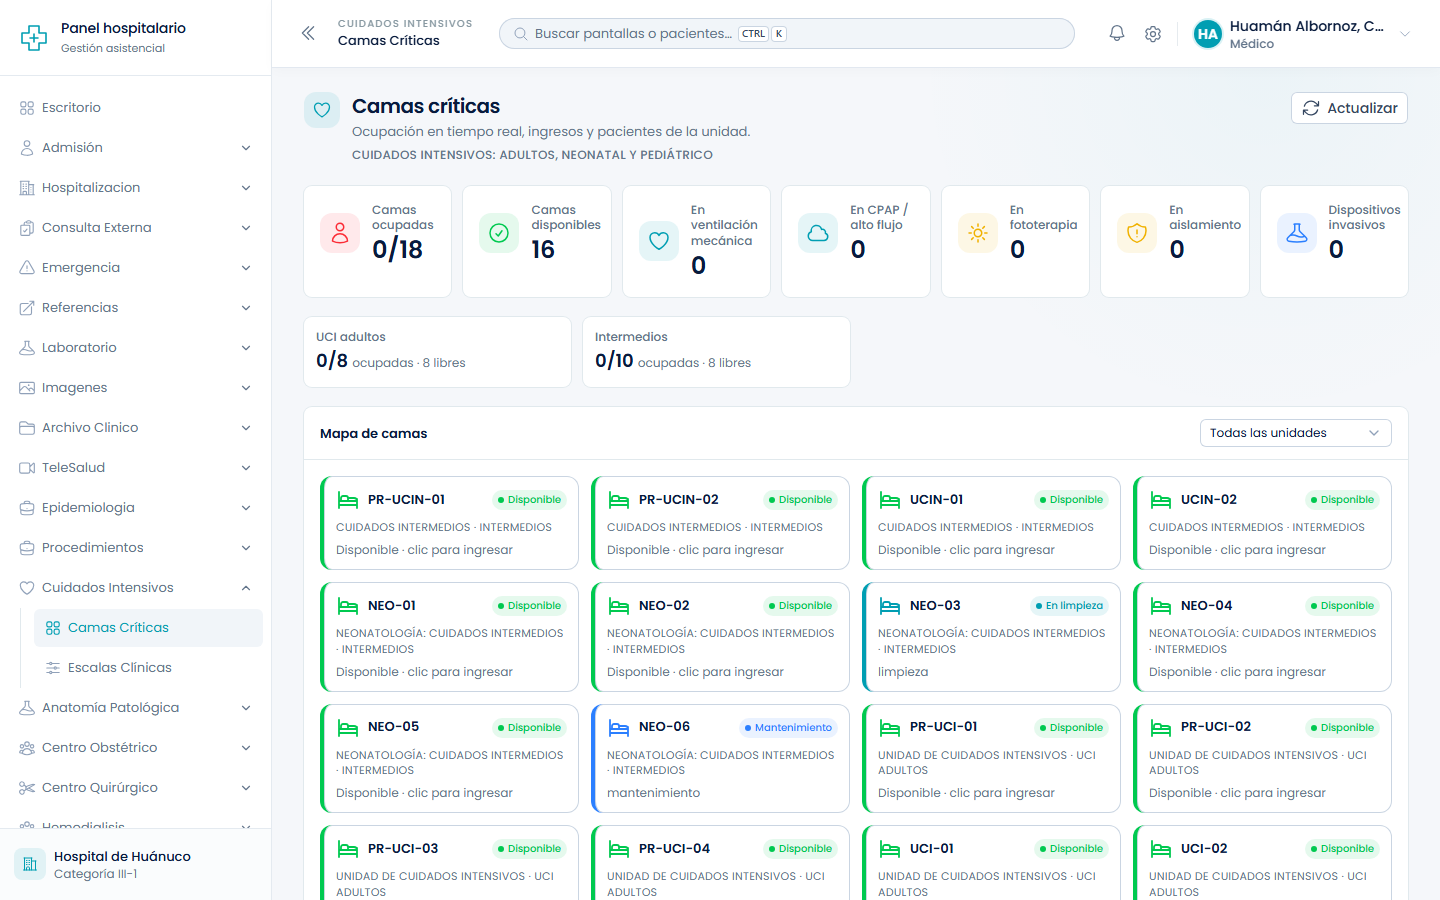 Panel hospitalario
Gestión asistencial
Escritorio
Admisión
Hospitalizacion
Consulta Externa
Emergencia
Referencias
Laboratorio
Imagenes
Archivo Clinico
TeleSalud
Epidemiologia
Procedimientos
Cuidados Intensivos
Camas Críticas
Escalas Clínicas
Anatomía Patológica
Centro Obstétrico
Centro Quirúrgico
Hemodialisis
Hospital de Huánuco
Categoría III-1
CUIDADOS INTENSIVOS
Camas Críticas
Buscar pantallas o pacientes... CTRL K
HA
Huamán Albornoz, C...
Médico
Camas críticas
Ocupación en tiempo real, ingresos y pacientes de la unidad.
CUIDADOS INTENSIVOS: ADULTOS, NEONATAL Y PEDIÁTRICO
Actualizar
Camas
ocupadas
0/18
Camas
disponibles
16
En
ventilación
mecánica
0
En CPAP /
alto flujo
0
En
fototerapia
0
En
aislamiento
0
Dispositivos
invasivos
0
UCI adultos
0/8 ocupadas · 8 libres
Intermedios
0/10 ocupadas · 8 libres
Mapa de camas
Todas las unidades
PR-UCIN-01 Disponible
CUIDADOS INTERMEDIOS · INTERMEDIOS
Disponible · clic para ingresar
PR-UCIN-02 Disponible
CUIDADOS INTERMEDIOS · INTERMEDIOS
Disponible · clic para ingresar
UCIN-01 Disponible
CUIDADOS INTERMEDIOS · INTERMEDIOS
Disponible · clic para ingresar
UCIN-02 Disponible
CUIDADOS INTERMEDIOS · INTERMEDIOS
Disponible · clic para ingresar
NEO-01 Disponible
NEONATOLOGÍA: CUIDADOS INTERMEDIOS
· INTERMEDIOS
Disponible · clic para ingresar
NEO-02 Disponible
NEONATOLOGÍA: CUIDADOS INTERMEDIOS
· INTERMEDIOS
Disponible · clic para ingresar
NEO-03 En limpieza
NEONATOLOGÍA: CUIDADOS INTERMEDIOS
· INTERMEDIOS
limpieza
NEO-04 Disponible
NEONATOLOGÍA: CUIDADOS INTERMEDIOS
· INTERMEDIOS
Disponible · clic para ingresar
NEO-05 Disponible
NEONATOLOGÍA: CUIDADOS INTERMEDIOS
· INTERMEDIOS
Disponible · clic para ingresar
NEO-06 Mantenimiento
NEONATOLOGÍA: CUIDADOS INTERMEDIOS
· INTERMEDIOS
mantenimiento
PR-UCI-01 Disponible
UNIDAD DE CUIDADOS INTENSIVOS · UCI
ADULTOS
Disponible · clic para ingresar
PR-UCI-02 Disponible
UNIDAD DE CUIDADOS INTENSIVOS · UCI
ADULTOS
Disponible · clic para ingresar
PR-UCI-03 Disponible
UNIDAD DE CUIDADOS INTENSIVOS · UCI
ADULTOS
PR-UCI-04 Disponible
UNIDAD DE CUIDADOS INTENSIVOS · UCI
ADULTOS
UCI-01 Disponible
UNIDAD DE CUIDADOS INTENSIVOS · UCI
ADULTOS
UCI-02 Disponible
UNIDAD DE CUIDADOS INTENSIVOS · UCI
ADULTOS